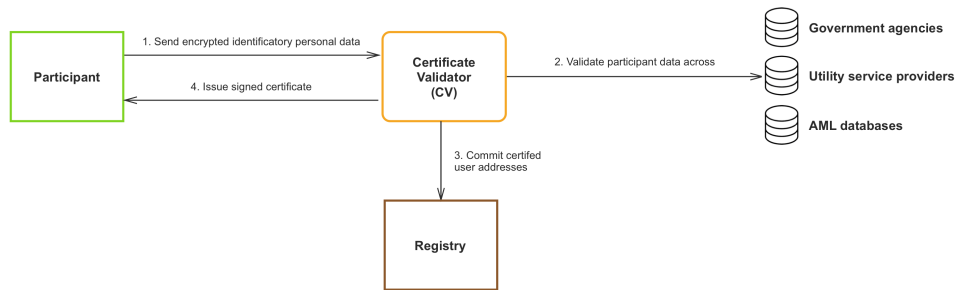 1. Send encrypted identificatory personal data
Participant
4. Issue signed certificate
Certificate
Validator
(CV)
2. Validate participant data across
Government agencies
Utility service providers
AML databases
3. Commit certifed
user addresses
Registry